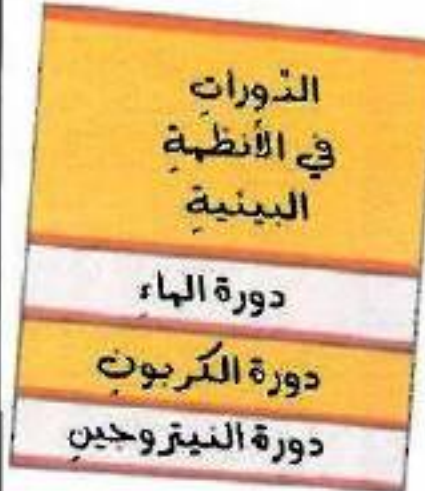 الدورات
في الأنظمة
البيئية
دورة الماء
دورة الكربون
دورة النيتروجين